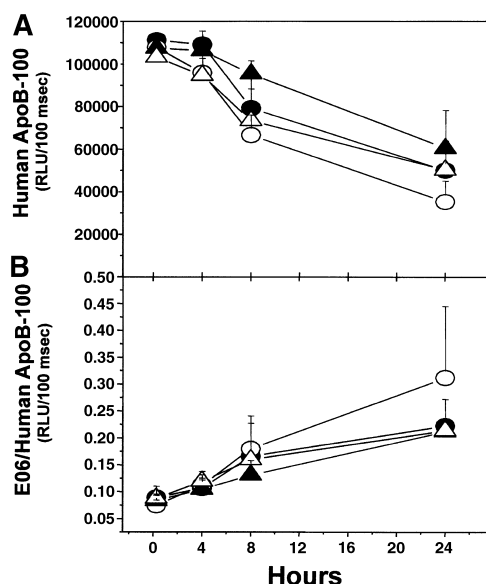 A
Human ApoB-100
(RLU/100 msec)
120000
100000
80000
60000
40000
20000
B
E06/Human ApoB-100
(RLU/100 msec)
0.50
0.45
0.40
0.35
0.30
0.25
0.20
0.15
0.10
0.05
0 4 8 12 16 20 24
Hours